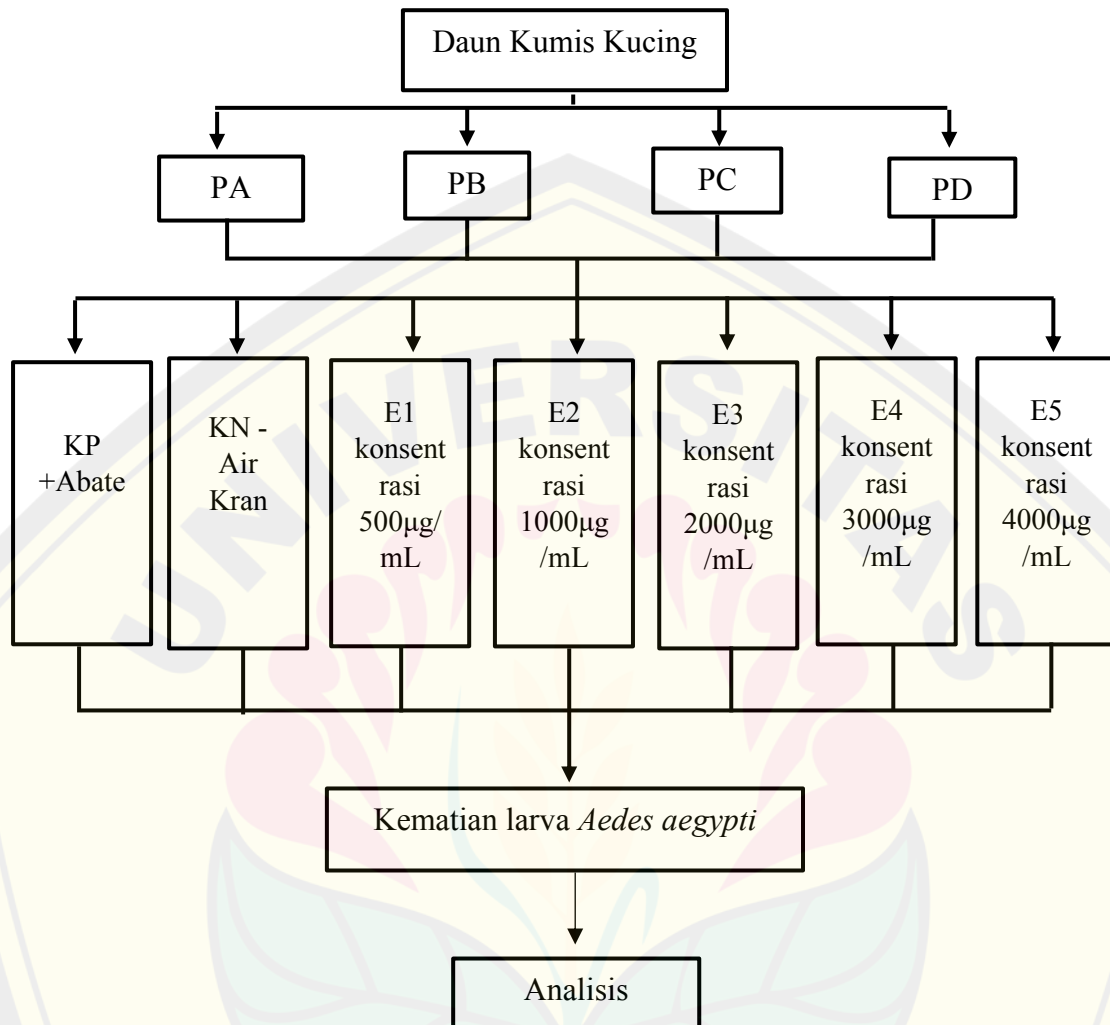 Daun Kumis Kucing
PA
PB
PC
PD
KP
+Abate
KN -
Air
Kran
E1
konsent
rasi
500µg/
mL
E2
konsent
rasi
1000µg
/mL
E3
konsent
rasi
2000µg
/mL
E4
konsent
rasi
3000µg
/mL
E5
konsent
rasi
4000µg
/mL
UNIVERSITAS
Kematian larva Aedes aegypti
Analisis